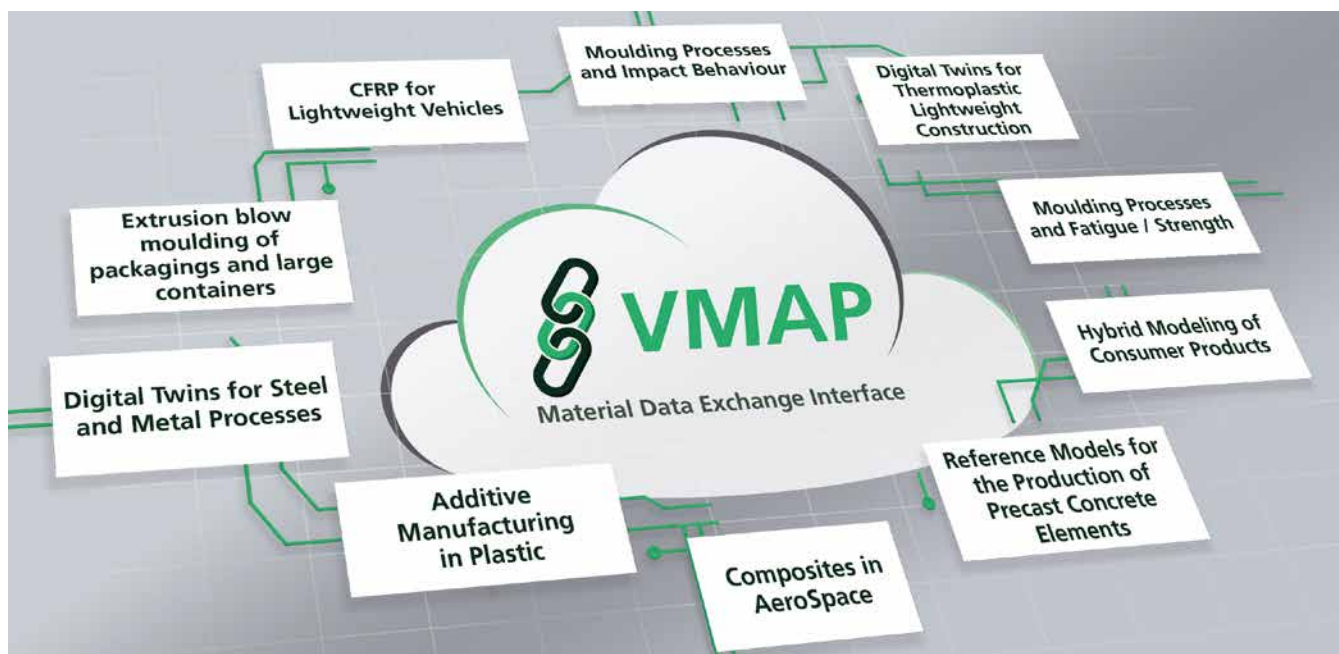 Moulding Processes
and Impact Behaviour
CFRP for
Lightweight Vehicles
Digital Twins for
Thermoplastic
Lightweight
Construction
Extrusion blow
moulding of
packagings and large
containers
Moulding Processes
and Fatigue / Strength
VMAP
Material Data Exchange Interface
Hybrid Modeling of
Consumer Products
Digital Twins for Steel
and Metal Processes
Reference Models for
the Production of
Precast Concrete
Elements
Additive
Manufacturing
in Plastic
Composites in
AeroSpace